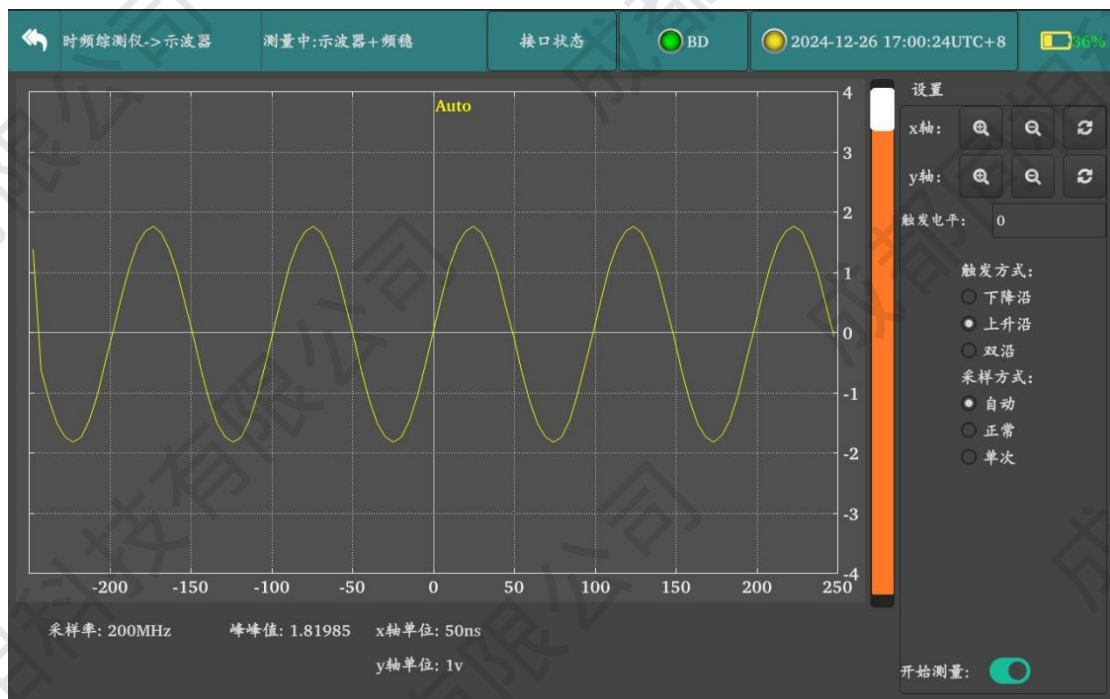 时频综测仪->示波器 测量中:示波器+频稳 接口状态 BD 2024-12-26 17:00:24UTC+8 36%
设置
Auto
4
x轴:
3
y轴:
2
触发电平: 0
1
触发方式:
下降沿
0
上升沿
双沿
采样方式:
-1
自动
正常
-2
单次
-3
-4
-200 -150 -100 -50 0 50 100 150 200 250
采样率: 200MHz 峰峰值: 1.81985 x轴单位: 50ns
y轴单位: 1v
开始测量: